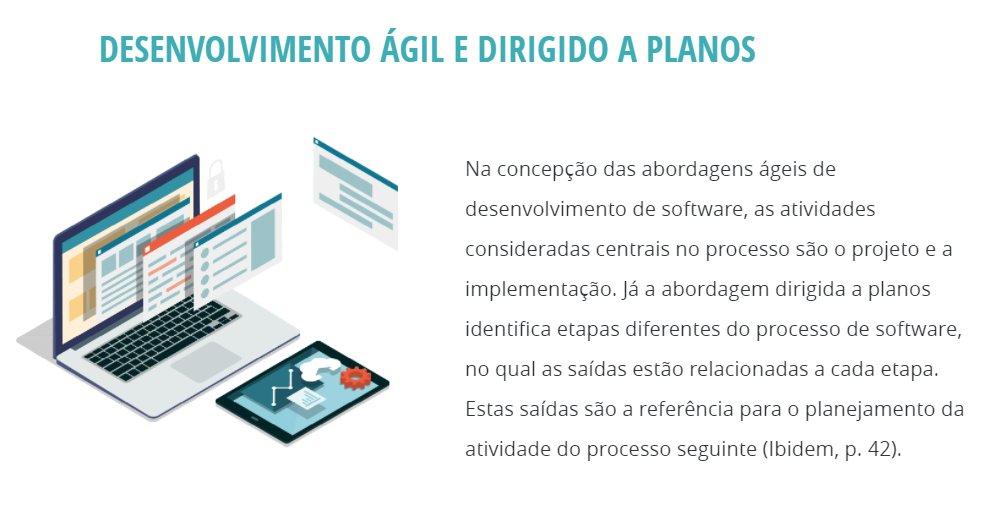 DESENVOLVIMENTO ÁGIL E DIRIGIDO A PLANOS
Na concepção das abordagens ágeis de
desenvolvimento de software, as atividades
consideradas centrais no processo são o projeto e a
implementação. Já a abordagem dirigida a planos
identifica etapas diferentes do processo de software,
no qual as saídas estão relacionadas a cada etapa.
Estas saídas são a referência para o planejamento da
atividade do processo seguinte (Ibidem, p. 42).